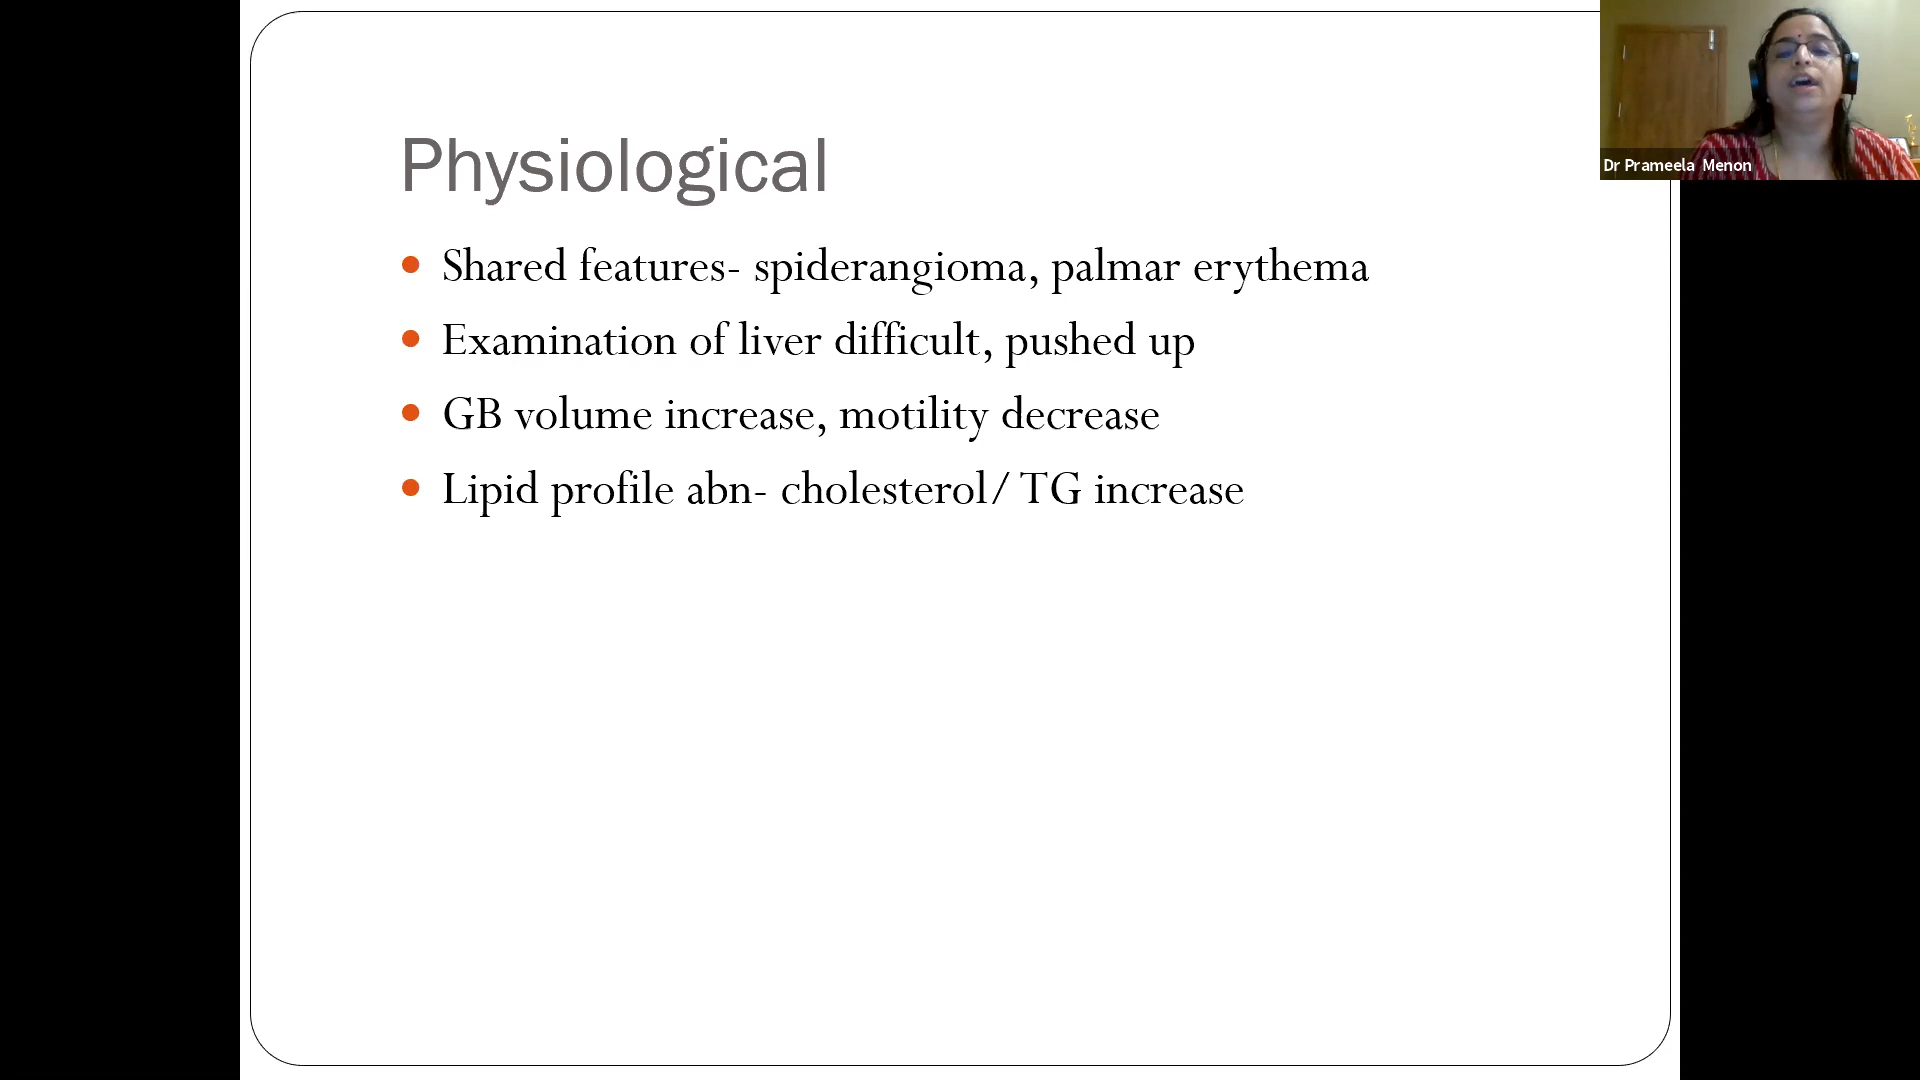 Physiological
Shared features- spiderangioma, palmar erythema
Examination of liver difficult, pushed up
GB volume increase, motility decrease
Lipid profile abn- cholesterol/ TG increase
Dr Prameela Menon